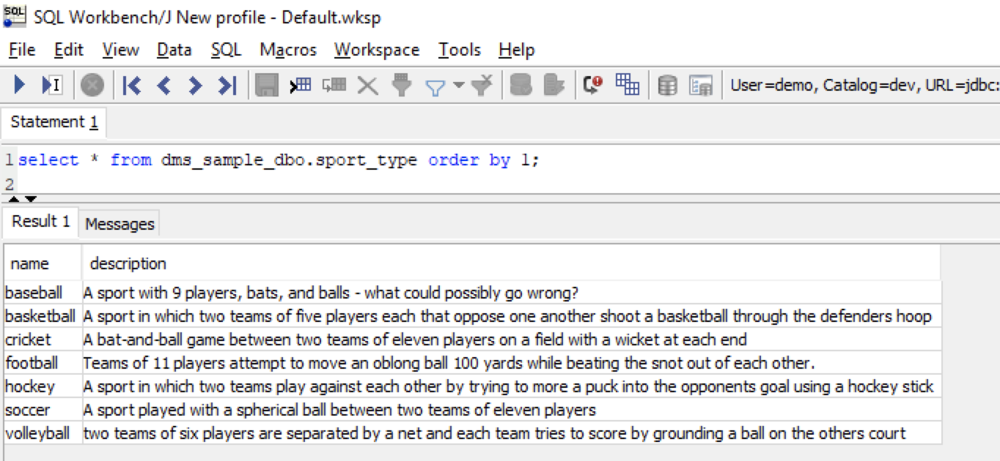 SQL SQL Workbench/J New profile - Default.wksp
File Edit View Data SQL Macros Workspace Tools Help
User=demo, Catalog=dev, URL=jdbc:
Statement 1
1 select * from dms_sample_dbo.sport_type order by 1;
2
Result 1 Messages
name description
baseball A sport with 9 players, bats, and balls - what could possibly go wrong?
basketball A sport in which two teams of five players each that oppose one another shoot a basketball through the defenders hoop
cricket A bat-and-ball game between two teams of eleven players on a field with a wicket at each end
football Teams of 11 players attempt to move an oblong ball 100 yards while beating the snot out of each other.
hockey A sport in which two teams play against each other by trying to more a puck into the opponents goal using a hockey stick
soccer A sport played with a spherical ball between two teams of eleven players
volleyball two teams of six players are separated by a net and each team tries to score by grounding a ball on the others court